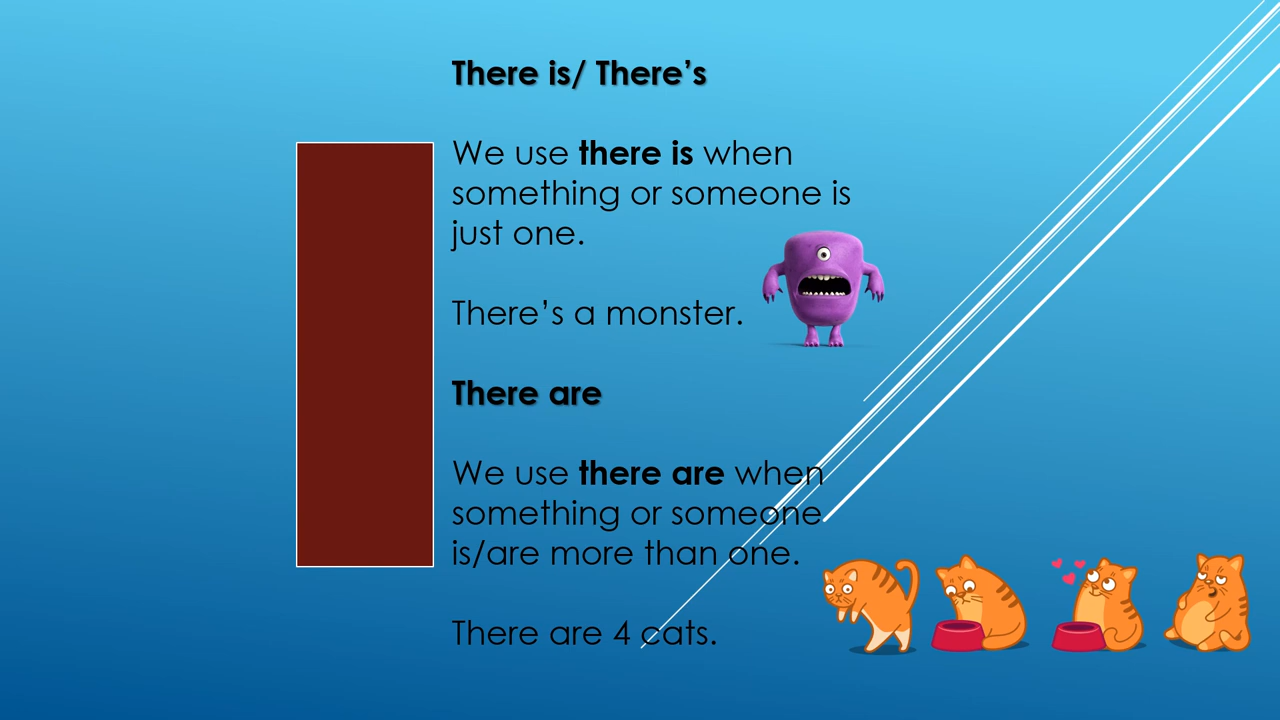 There is/ There’s
We use there is when
something or someone is
just one.
There’s a monster.
There are
We use there are when
something or someone
is/are more than one.
There are 4 cats.